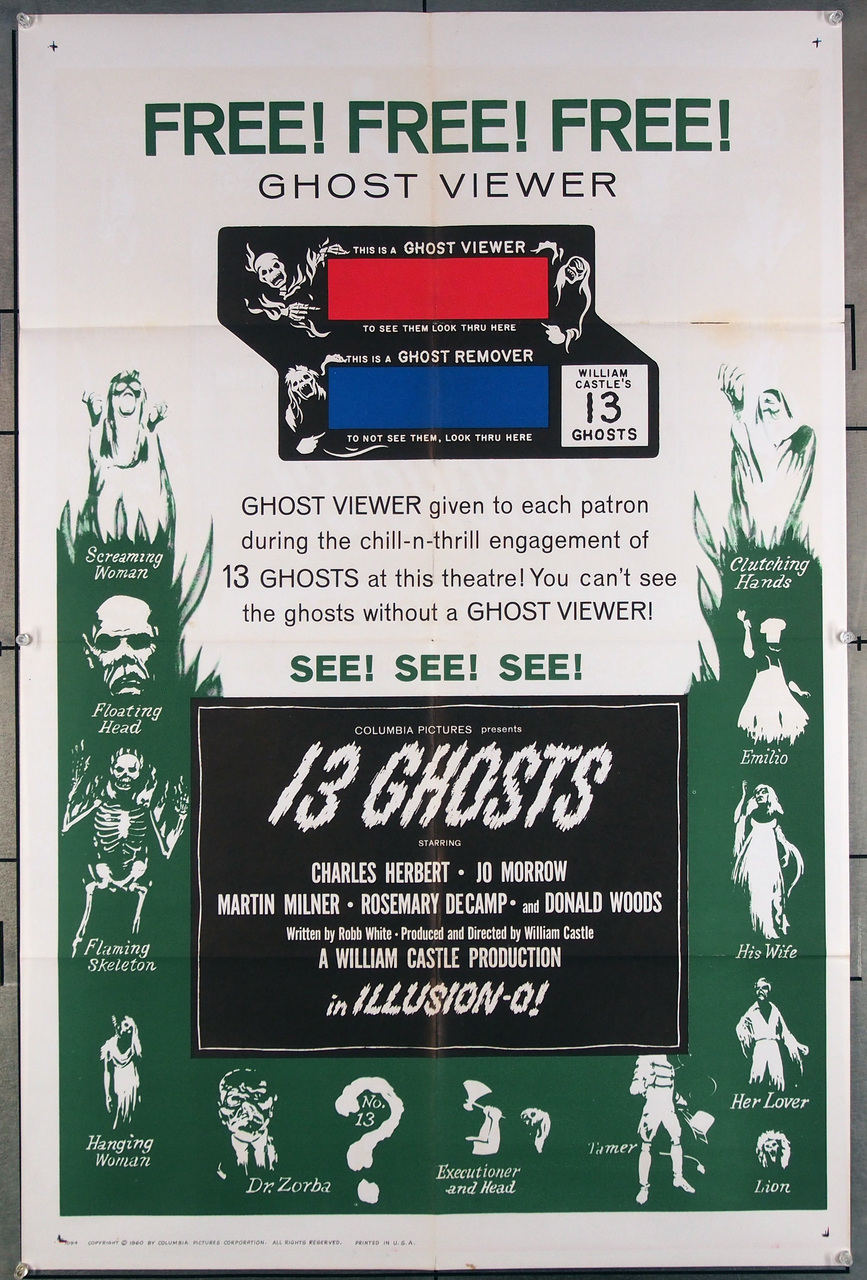 FREE! FREE! FREE!
GHOST VIEWER
THIS IS A GHOST VIEWER
TO SEE THEM LOOK THRU HERE
THIS IS A GHOST REMOVER
TO NOT SEE THEM, LOOK THRU HERE
WILLIAM
CASTLE'S
13
GHOSTS
GHOST VIEWER given to each patron
during the chill-n-thrill engagement of
13 GHOSTS at this theatre! You can't see
the ghosts without a GHOST VIEWER!
SEE! SEE! SEE!
Screaming
Woman
Floating
Head
Flaming
Skeleton
Hanging
Woman
Clutching
Hands
Emilio
His Wife
Her Lover
COLUMBIA PICTURES presents
13 GHOSTS
STARRING
CHARLES HERBERT • JO MORROW
MARTIN MILNER • ROSEMARY DECAMP • and DONALD WOODS
Written by Robb White • Produced and Directed by William Castle
A WILLIAM CASTLE PRODUCTION
in ILLUSION-O!
Dr. Zorba
No.
13
Executioner
and Head
Tamer
Lion
COPYRIGHT © 1960 BY COLUMBIA PICTURES CORPORATION. ALL RIGHTS RESERVED. PRINTED IN U.S.A.